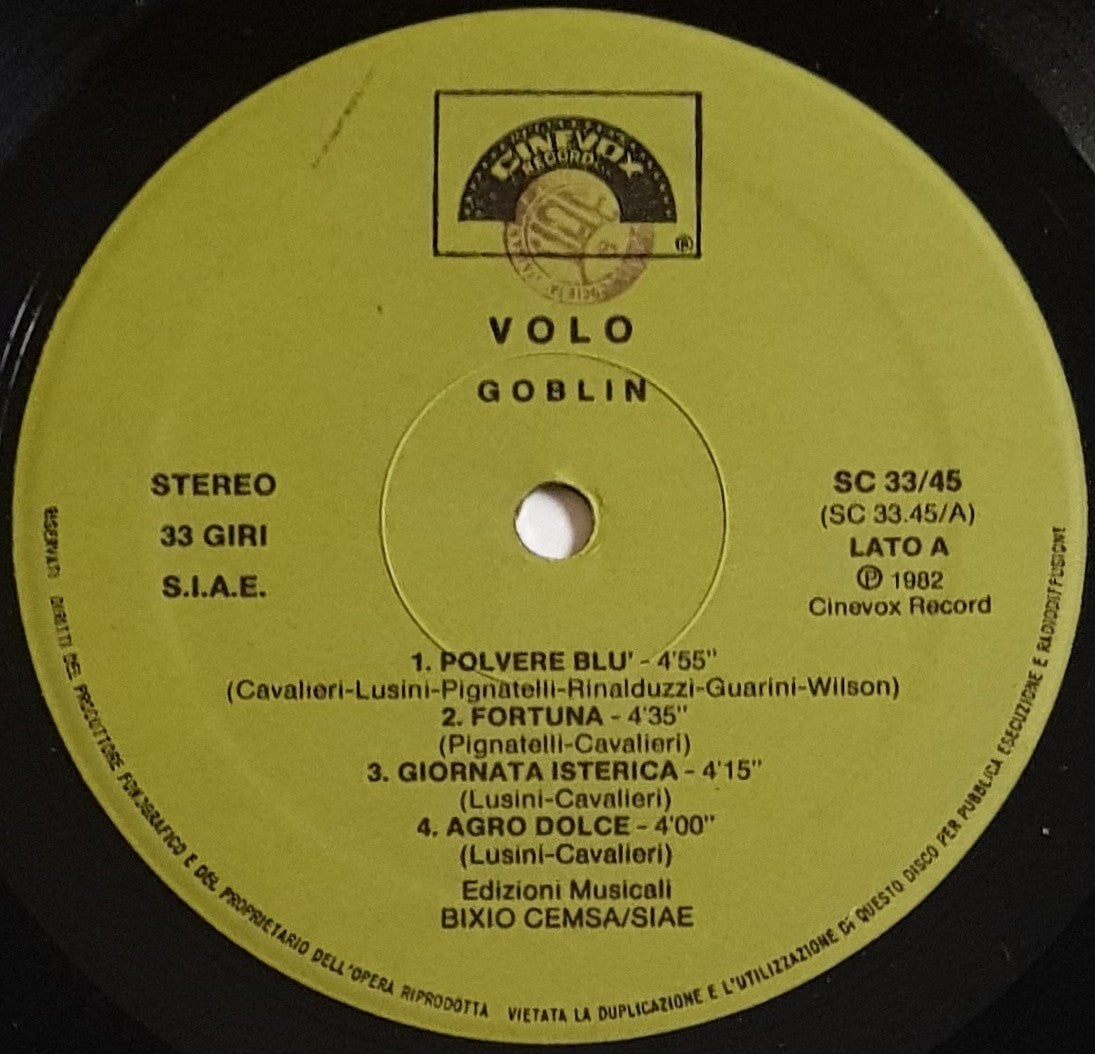 CINEVOX
RECORD
®
VOLO
GOBLIN
STEREO
33 GIRI
S.I.A.E.
SC 33/45
(SC 33.45/A)
LATO A
℗ 1982
Cinevox Record
1. POLVERE BLU' - 4'55"
(Cavalieri-Lusini-Pignatelli-Rinalduzzi-Guarini-Wilson)
2. FORTUNA - 4'35"
(Pignatelli-Cavalieri)
3. GIORNATA ISTERICA - 4'15"
(Lusini-Cavalieri)
4. AGRO DOLCE - 4'00"
(Lusini-Cavalieri)
Edizioni Musicali
BIXIO CEMSA/SIAE
RISERVATI DIRITTI DEL PRODUTTORE FONOGRAFICO E DEL PROPRIETARIO DELL'OPERA RIPRODOTTA VIETATA LA DUPLICAZIONE E L'UTILIZZAZIONE DI QUESTO DISCO PER PUBBLICA ESECUZIONE E RADIODIFFUSIONE